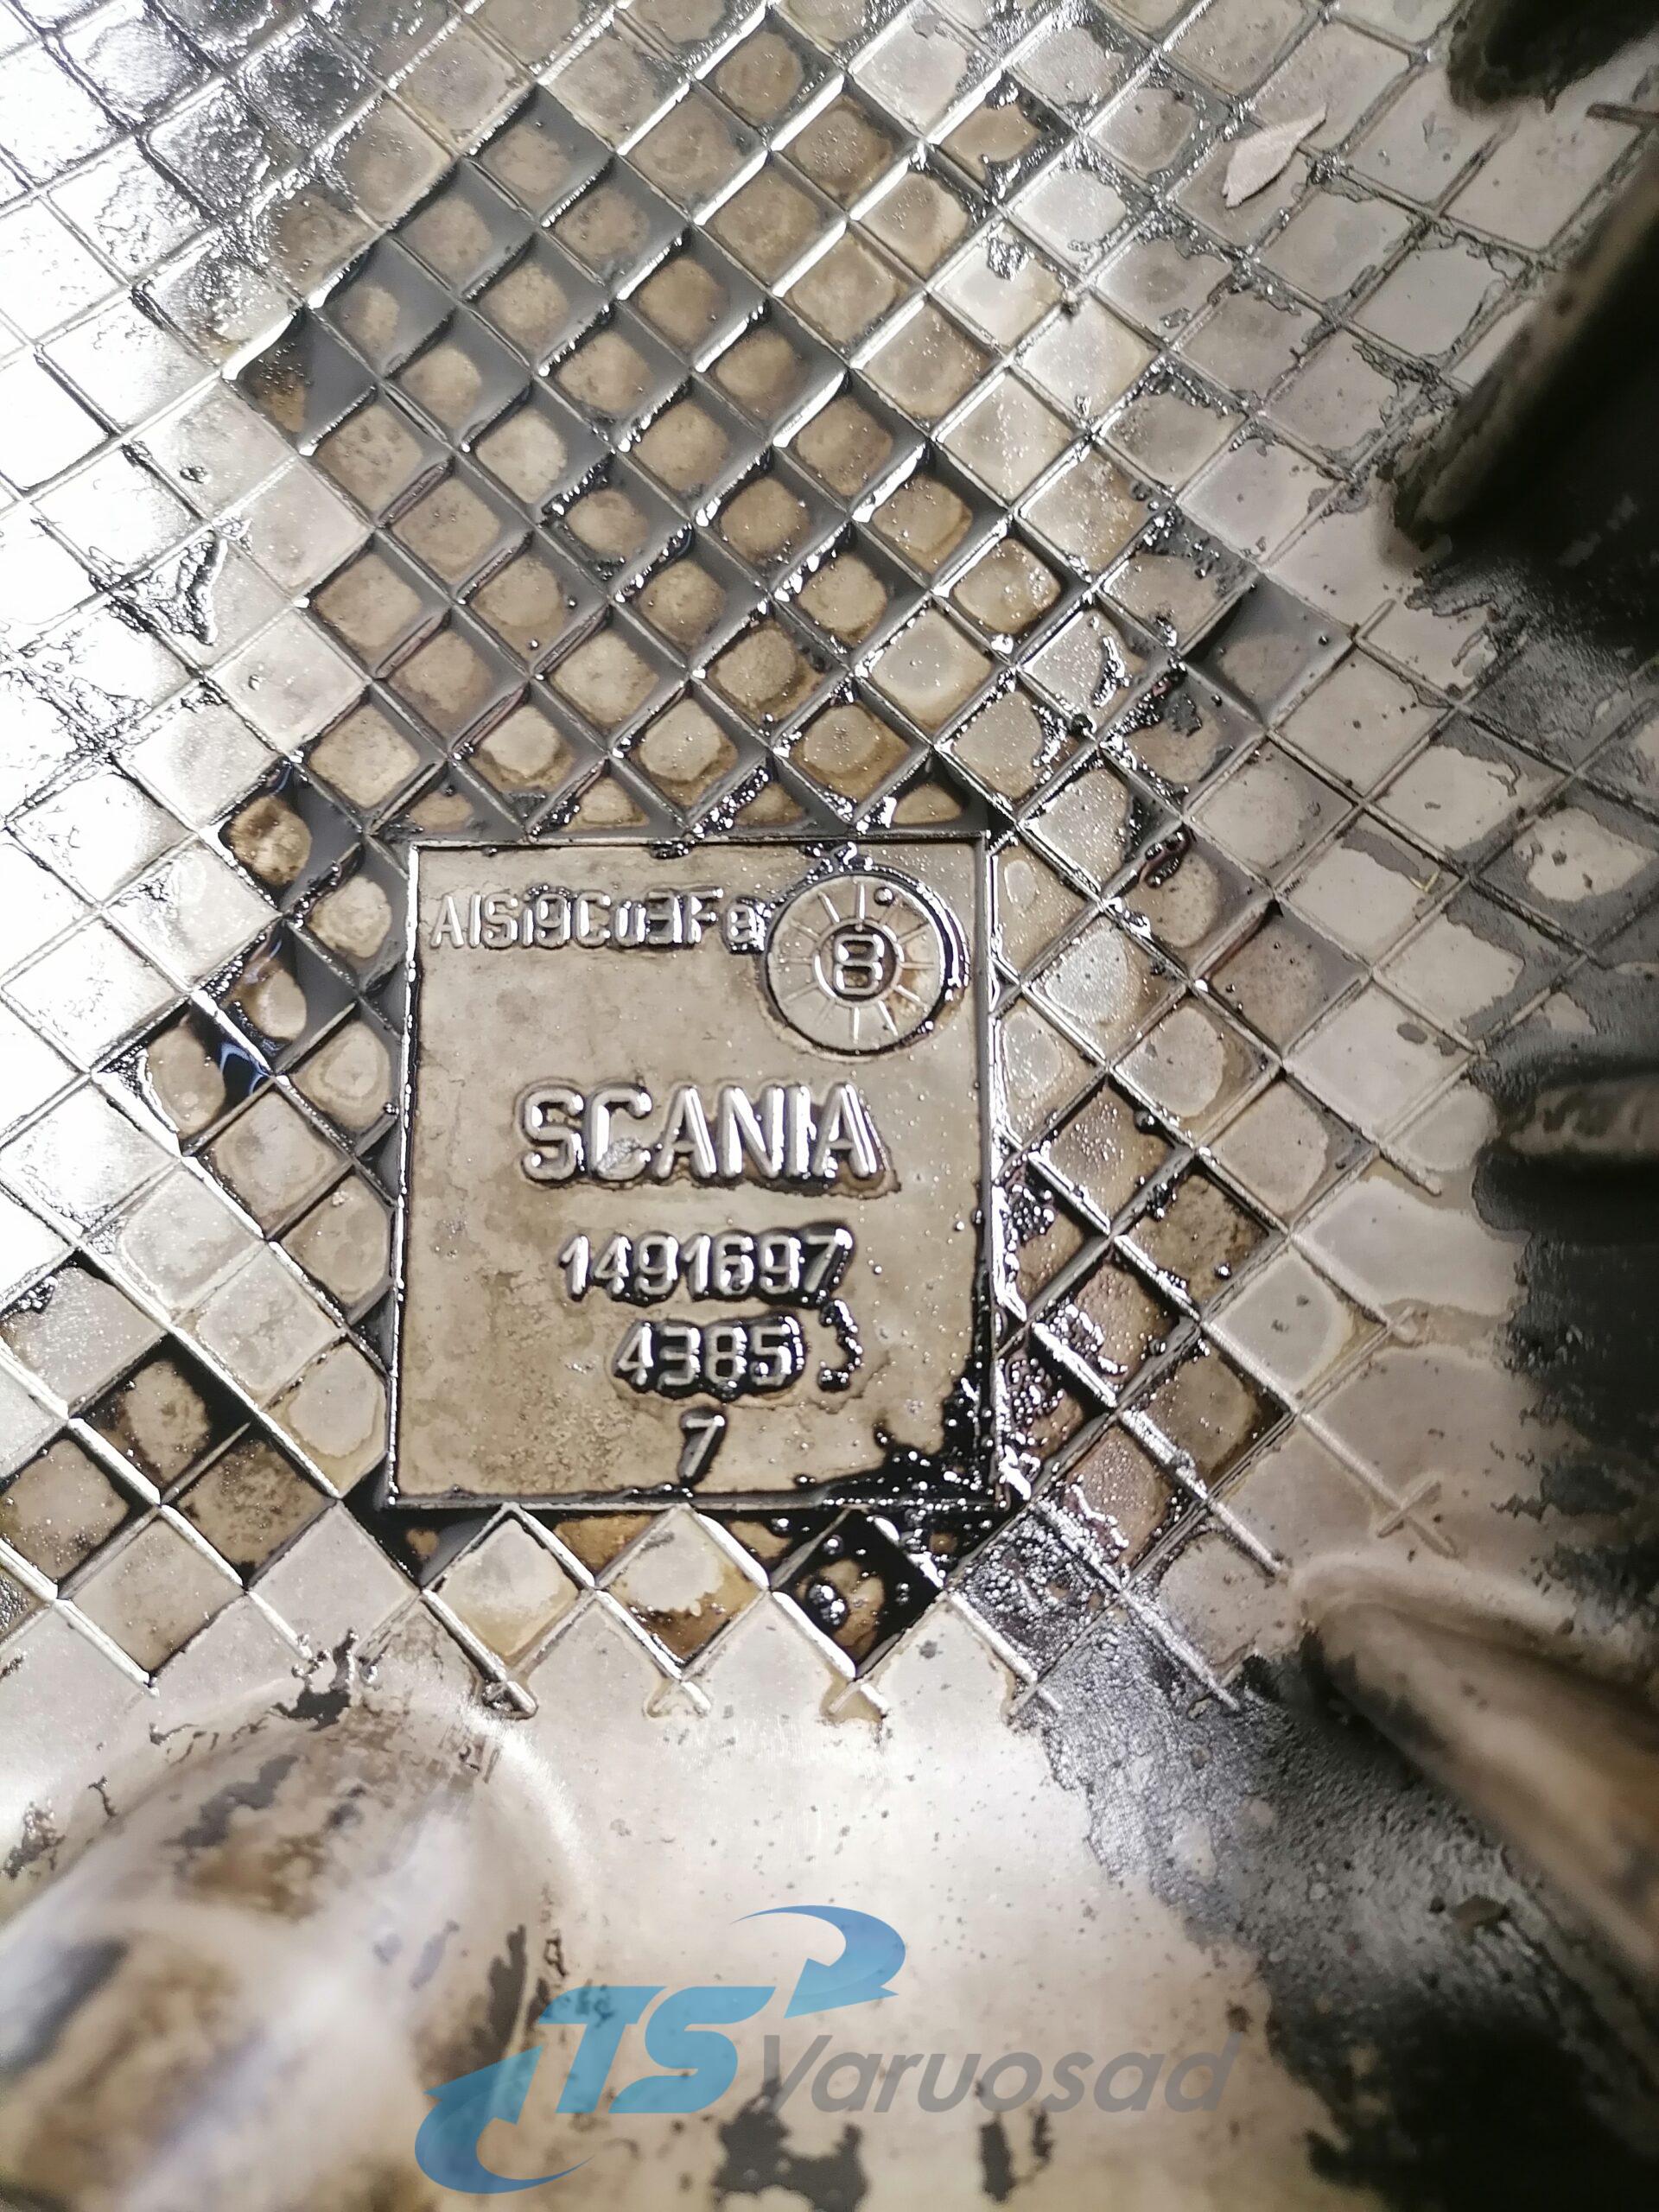 AlSi9Cu3Fe
8
SCANIA
1491697
4385
7
TS Varuosad